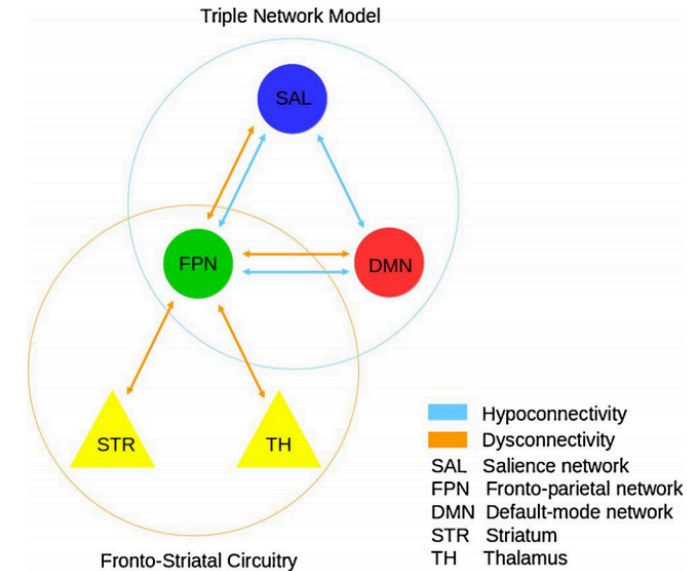 Triple Network Model
SAL
FPN
DMN
STR
TH
Hypoconnectivity
Dysconnectivity
SAL Salience network
FPN Fronto-parietal network
DMN Default-mode network
STR Striatum
TH Thalamus
Fronto-Striatal Circuitry